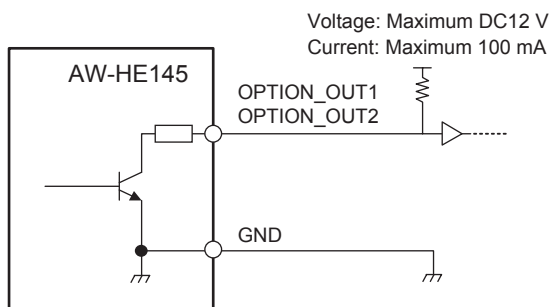 Voltage: Maximum DC12 V
Current: Maximum 100 mA
AW-HE145
OPTION_OUT1
OPTION_OUT2
GND